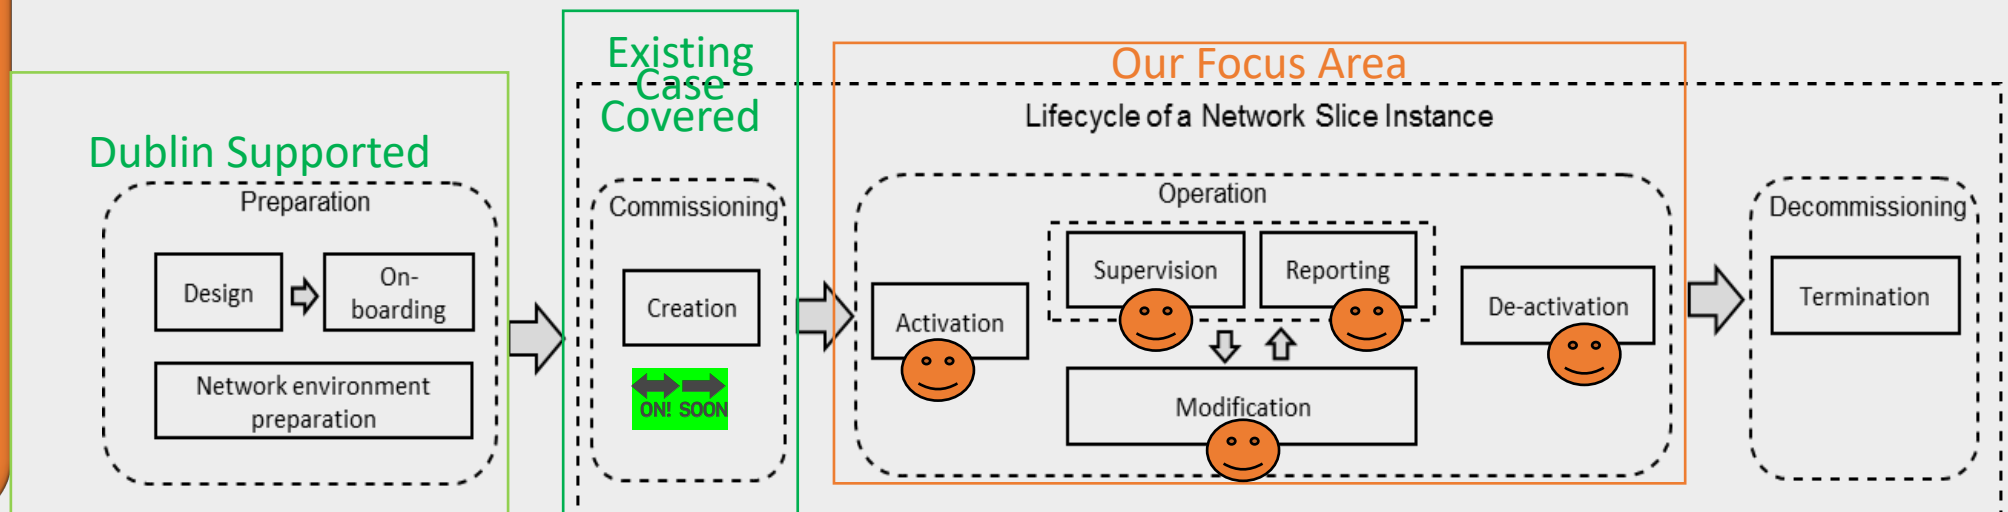 Dublin Supported
Preparation
Design
On-
boarding
Network environment
preparation
Existing
Case
Covered
Commissioning
Creation
ON! SOON
Our Focus Area
Lifecycle of a Network Slice Instance
Operation
Activation
Supervision
Reporting
Modification
De-activation
Decommissioning
Termination